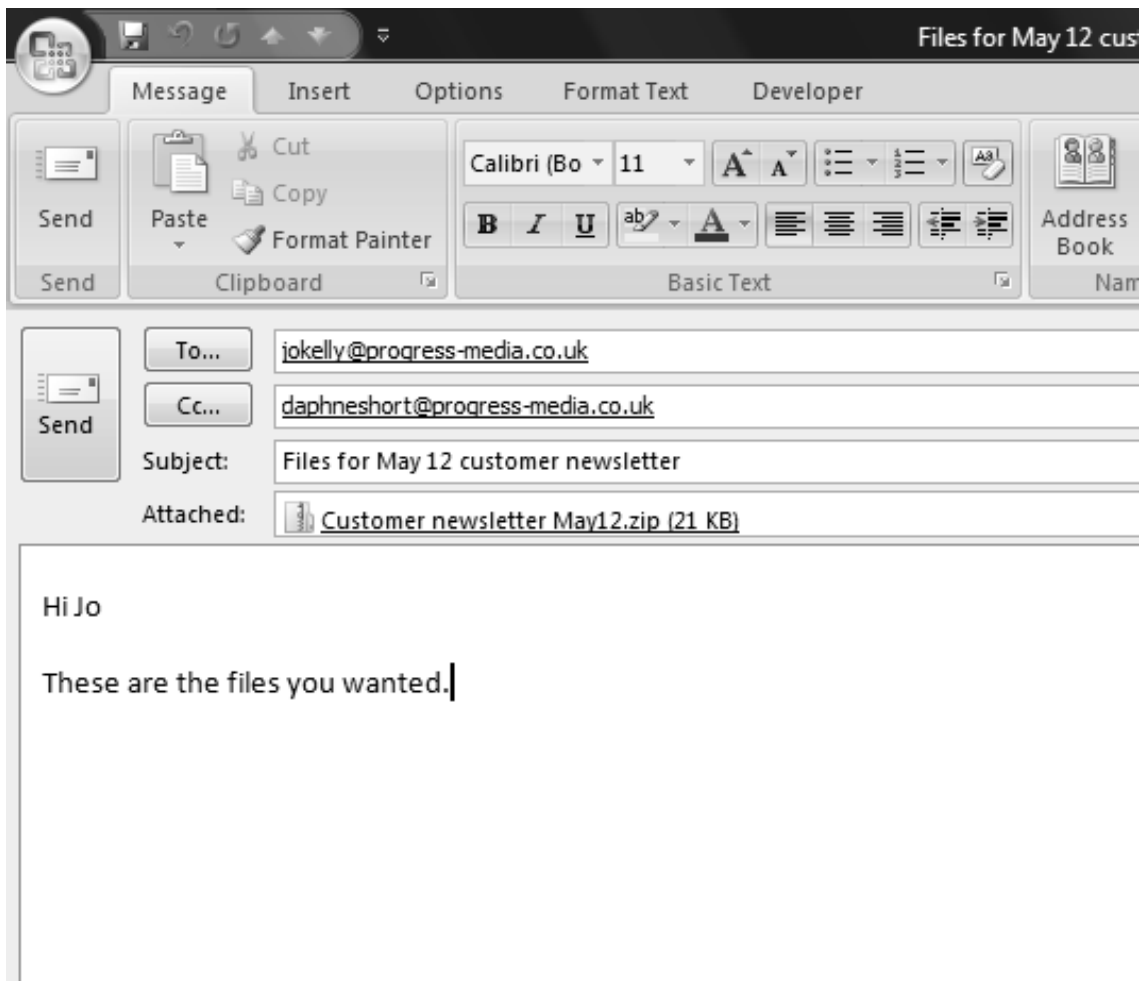 Files for May 12 cus
Message Insert Options Format Text Developer
Send
Paste
Cut
Copy
Format Painter
Calibri (Bo 11
Address
Book
Send Clipboard Basic Text Nam
To... jokelly@progress-media.co.uk
Cc... daphneshort@progress-media.co.uk
Send
Subject: Files for May 12 customer newsletter
Attached: Customer newsletter May12.zip (21 KB)
Hi Jo
These are the files you wanted.